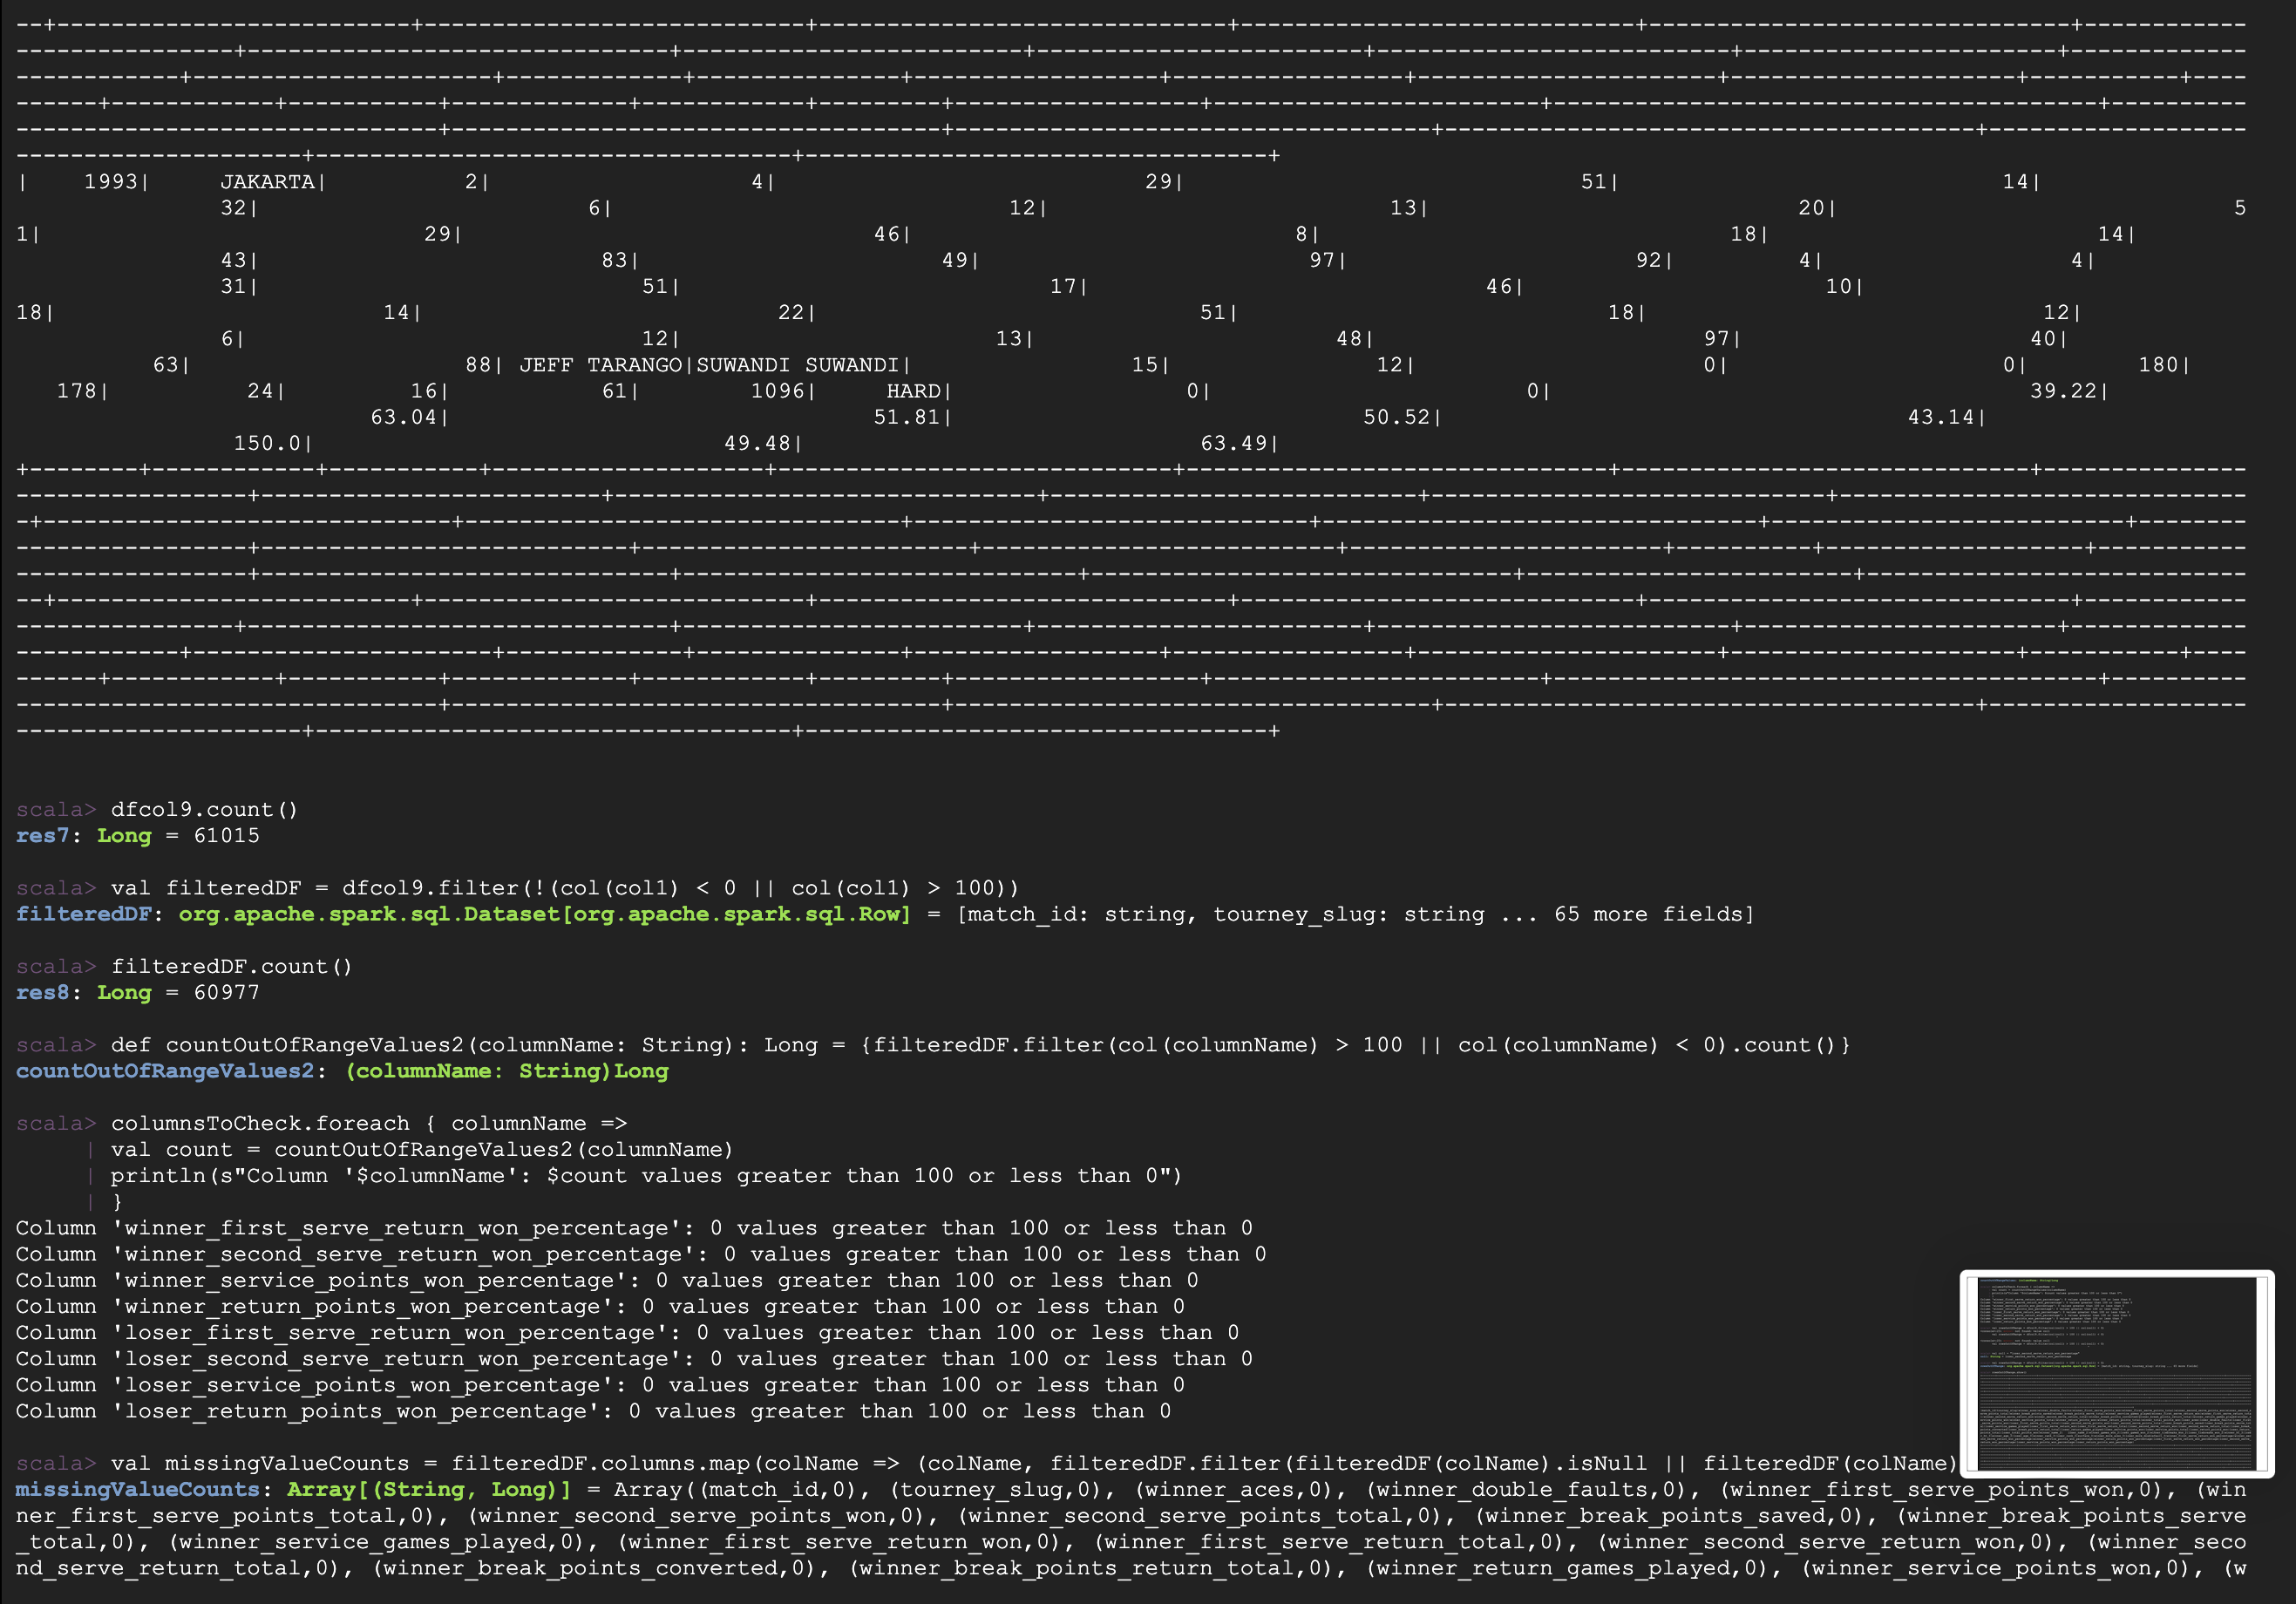 | 1993| JAKARTA| 2| 4| 29| 51| 14|
32| 6| 12| 13| 20| 5
1| 29| 46| 8| 18| 14|
43| 83| 49| 97| 92| 4| 4|
31| 51| 17| 46| 10|
18| 14| 22| 51| 18| 12|
6| 12| 13| 48| 97| 40|
63| 88| JEFF TARANGO|SUWANDI SUWANDI| 15| 12| 0| 0| 180|
178| 24| 16| 61| 1096| HARD| 0| 0| 39.22|
63.04| 51.81| 50.52| 43.14|
150.0| 49.48| 63.49|
scala> dfcol9.count()
res7: Long = 61015
scala> val filteredDF = dfcol9.filter(!(col(col1) < 0 || col(col1) > 100))
filteredDF: org.apache.spark.sql.Dataset[org.apache.spark.sql.Row] = [match_id: string, tourney_slug: string ... 65 more fields]
scala> filteredDF.count()
res8: Long = 60977
scala> def countOutOfRangeValues2(columnName: String): Long = {filteredDF.filter(col(columnName) > 100 || col(columnName) < 0).count()}
countOutOfRangeValues2: (columnName: String)Long
scala> columnsToCheck.foreach { columnName =>
| val count = countOutOfRangeValues2(columnName)
| println(s"Column '$columnName': $count values greater than 100 or less than 0")
| }
Column 'winner_first_serve_return_won_percentage': 0 values greater than 100 or less than 0
Column 'winner_second_serve_return_won_percentage': 0 values greater than 100 or less than 0
Column 'winner_service_points_won_percentage': 0 values greater than 100 or less than 0
Column 'winner_return_points_won_percentage': 0 values greater than 100 or less than 0
Column 'loser_first_serve_return_won_percentage': 0 values greater than 100 or less than 0
Column 'loser_second_serve_return_won_percentage': 0 values greater than 100 or less than 0
Column 'loser_service_points_won_percentage': 0 values greater than 100 or less than 0
Column 'loser_return_points_won_percentage': 0 values greater than 100 or less than 0
scala> val missingValueCounts = filteredDF.columns.map(colName => (colName, filteredDF.filter(filteredDF(colName).isNull || filteredDF(colName)
missingValueCounts: Array[(String, Long)] = Array((match_id,0), (tourney_slug,0), (winner_aces,0), (winner_double_faults,0), (winner_first_serve_points_won,0), (win
ner_first_serve_points_total,0), (winner_second_serve_points_won,0), (winner_second_serve_points_total,0), (winner_break_points_saved,0), (winner_break_points_serve
_total,0), (winner_service_games_played,0), (winner_first_serve_return_won,0), (winner_first_serve_return_total,0), (winner_second_serve_return_won,0), (winner_seco
nd_serve_return_total,0), (winner_break_points_converted,0), (winner_break_points_return_total,0), (winner_return_games_played,0), (winner_service_points_won,0), (w